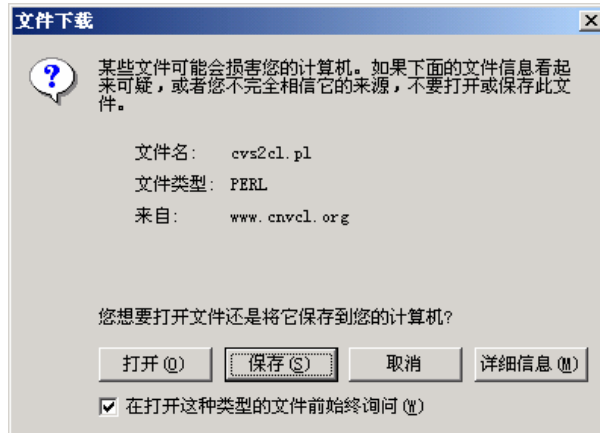 文件下载
某些文件可能会损害您的计算机。如果下面的文件信息看起
来可疑，或者您不完全相信它的来源，不要打开或保存此文
件。
文件名: cvs2cl.pl
文件类型: PERL
来自: www.cnvcl.org
您想要打开文件还是将它保存到您的计算机?
打开(O) 保存(S) 取消 详细信息(M)
在打开这种类型的文件前始终询问(W)